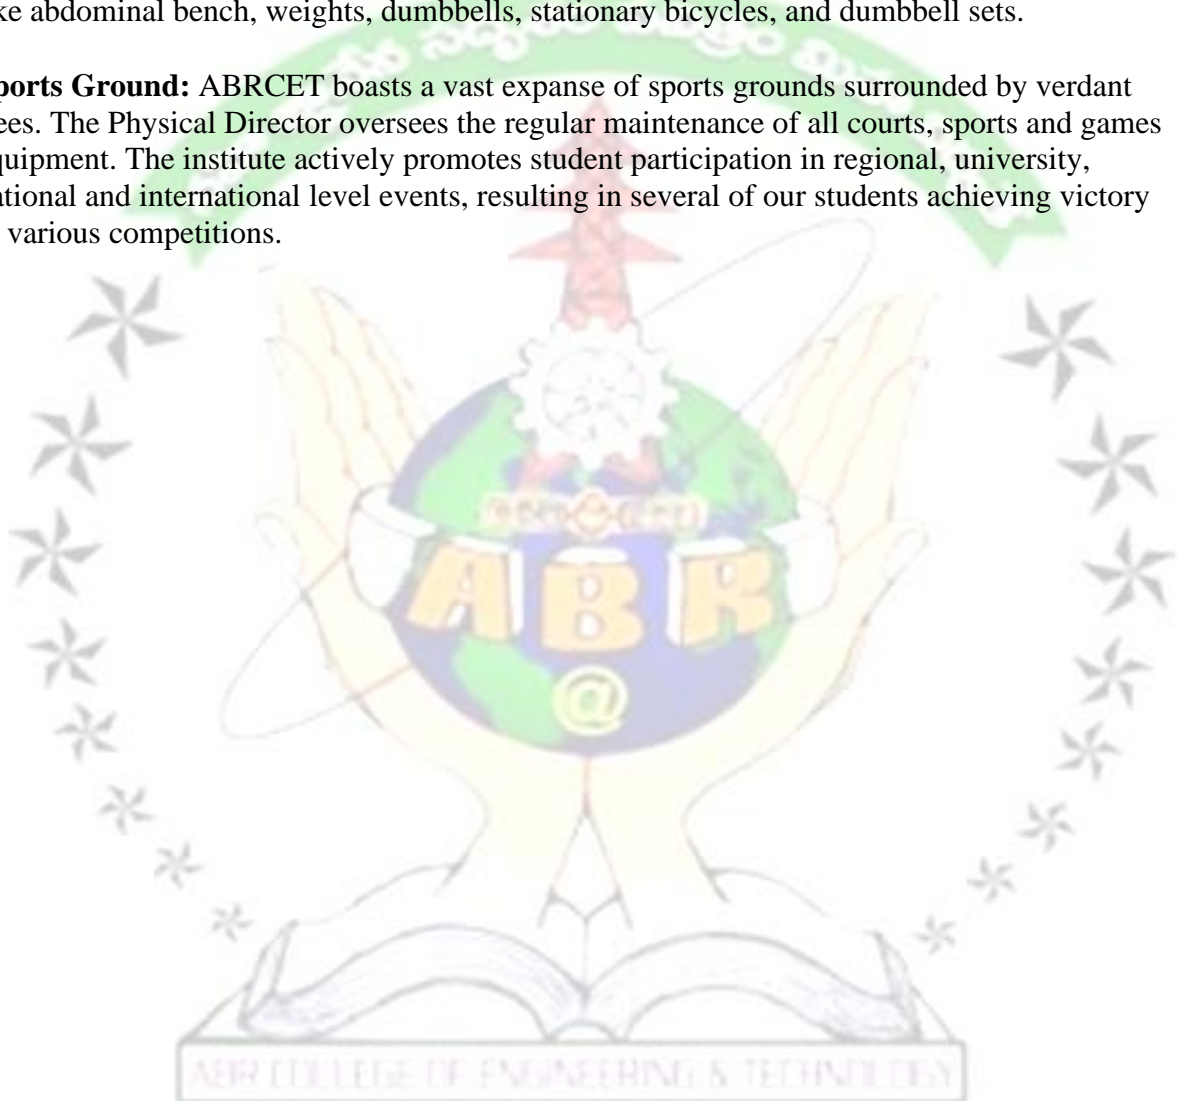 ke abdominal bench, weights, dumbbells, stationary bicycles, and dumbbell sets.
ports Ground: ABRCET boasts a vast expanse of sports grounds surrounded by verdant
ees. The Physical Director oversees the regular maintenance of all courts, sports and games
quipment. The institute actively promotes student participation in regional, university,
ational and international level events, resulting in several of our students achieving victory
various competitions.
ABR
@
ABR COLLEGE OF ENGINEERING & TECHNOLOGY